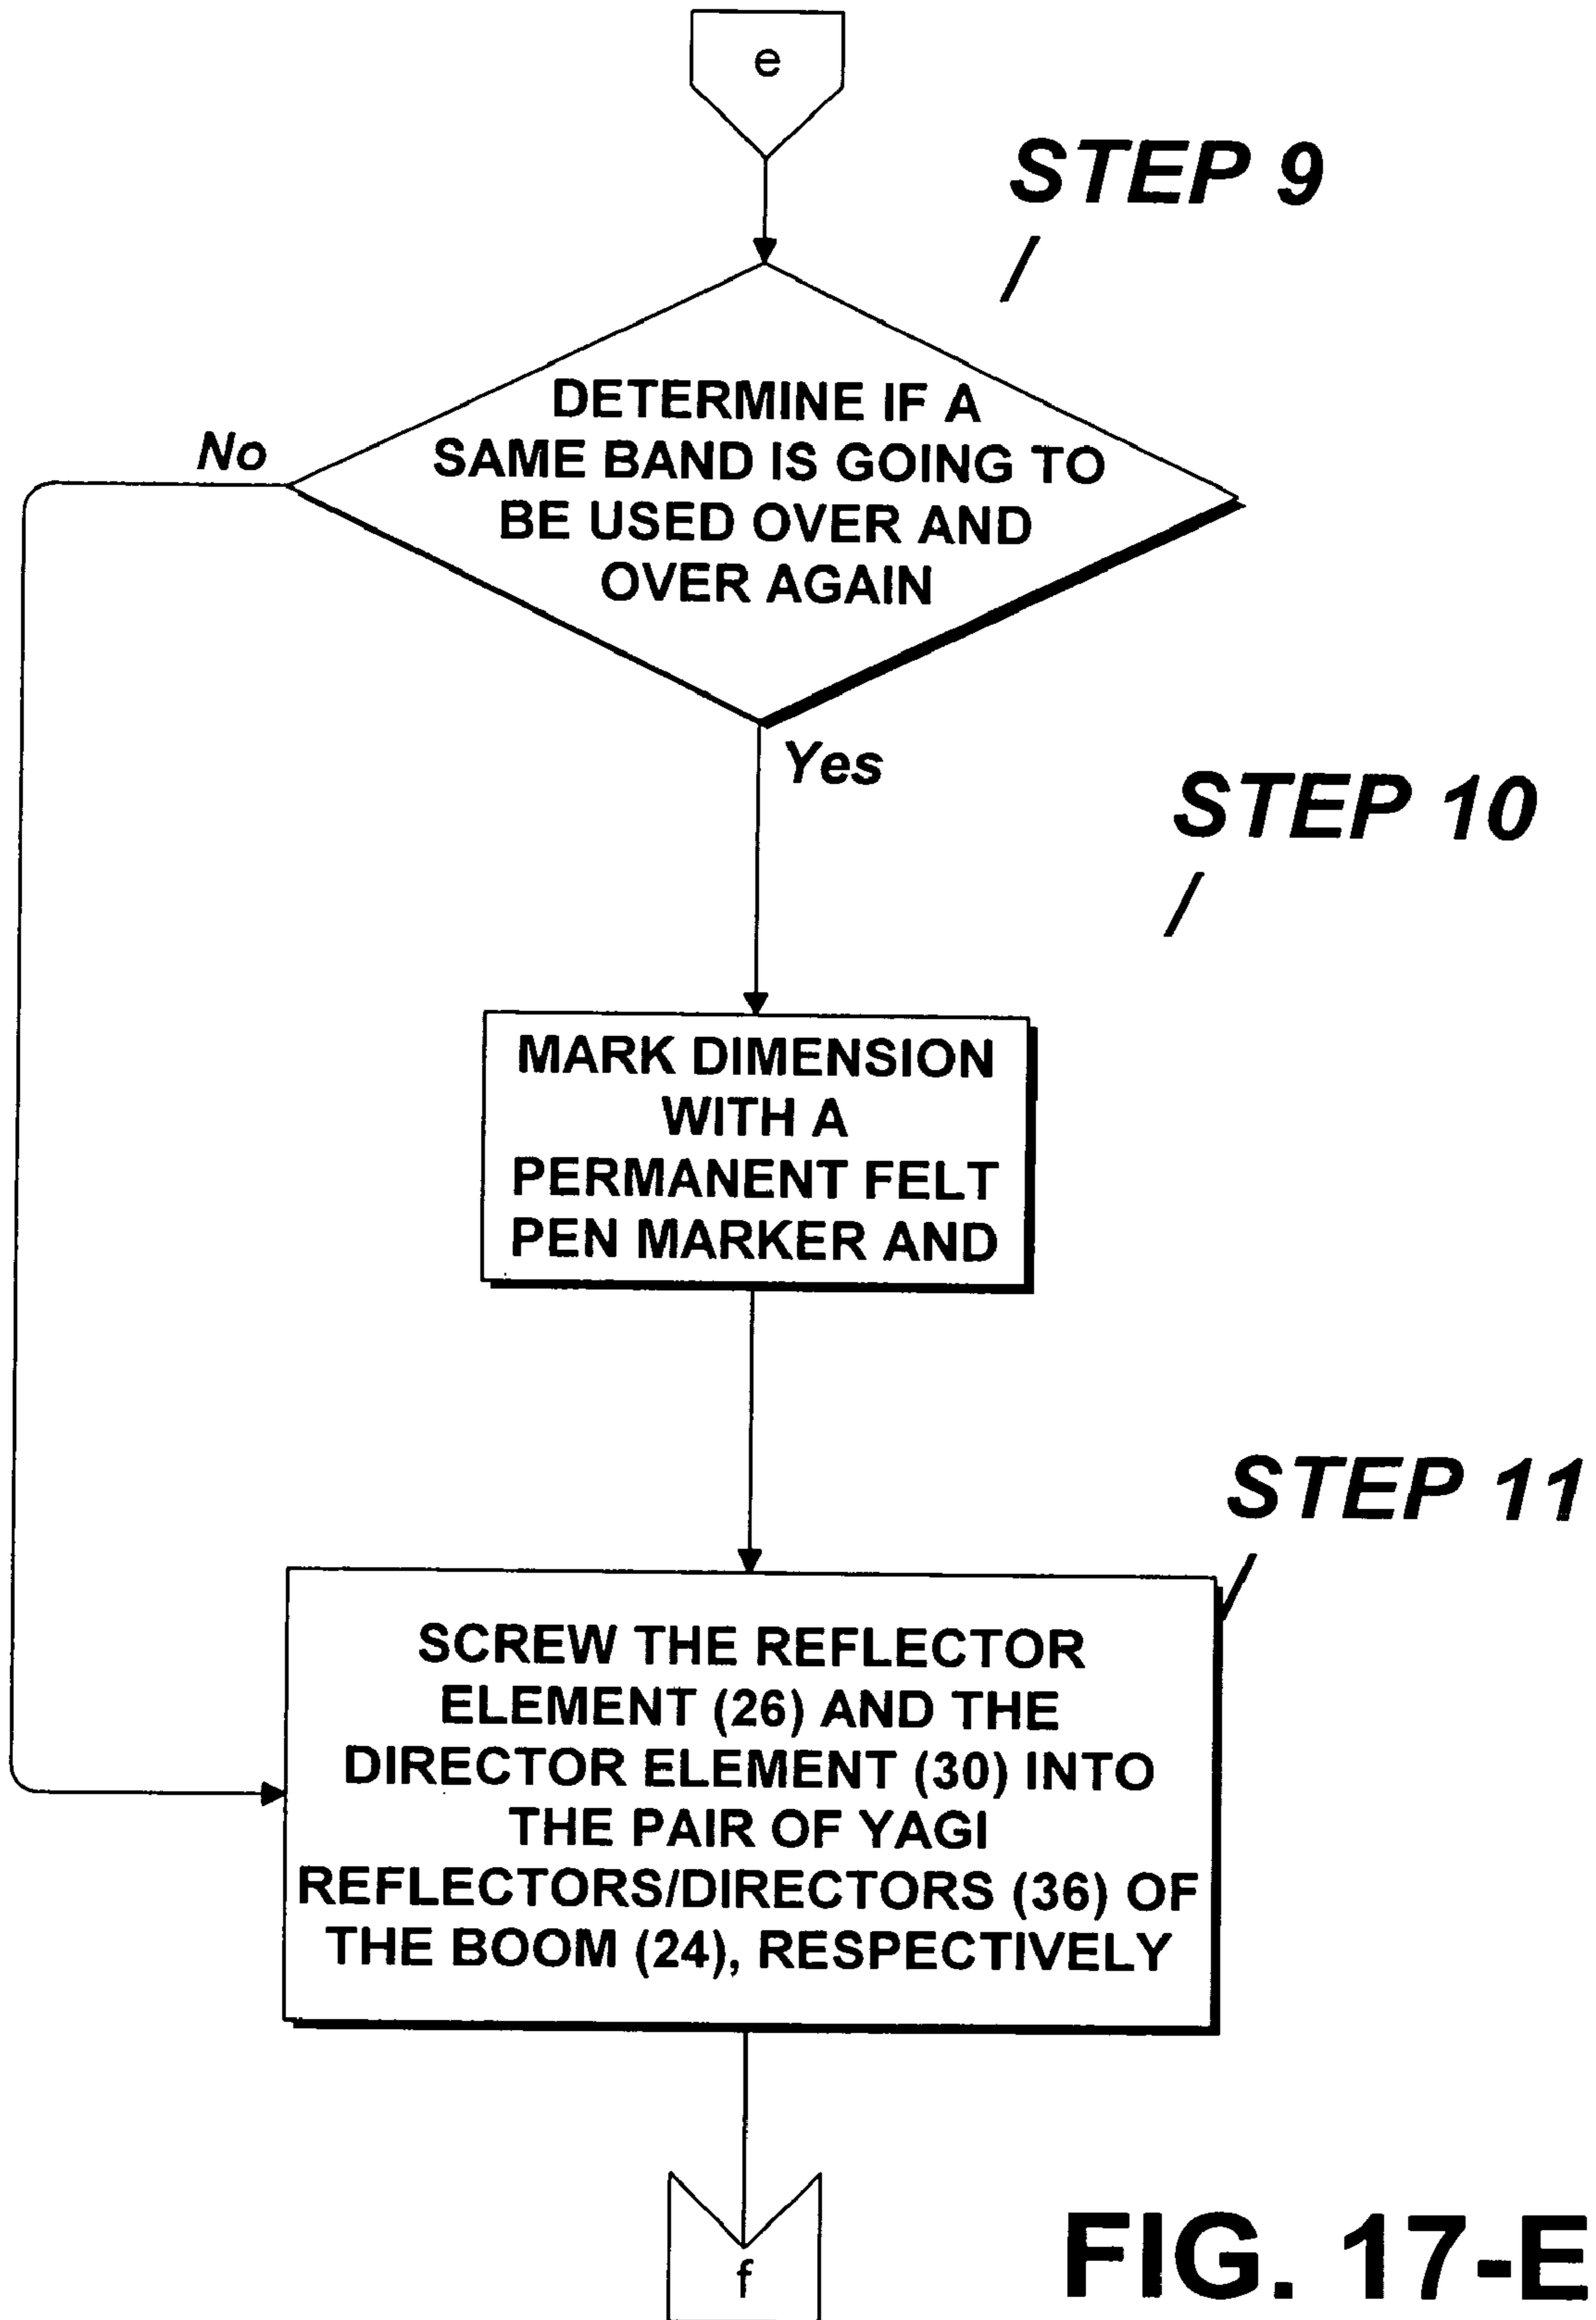 e
STEP 9
DETERMINE IF A
SAME BAND IS GOING TO
BE USED OVER AND
OVER AGAIN
No
Yes
STEP 10
MARK DIMENSION
WITH A
PERMANENT FELT
PEN MARKER AND
STEP 11
SCREW THE REFLECTOR
ELEMENT (26) AND THE
DIRECTOR ELEMENT (30) INTO
THE PAIR OF YAGI
REFLECTORS/DIRECTORS (36) OF
THE BOOM (24), RESPECTIVELY
f
FIG. 17-E